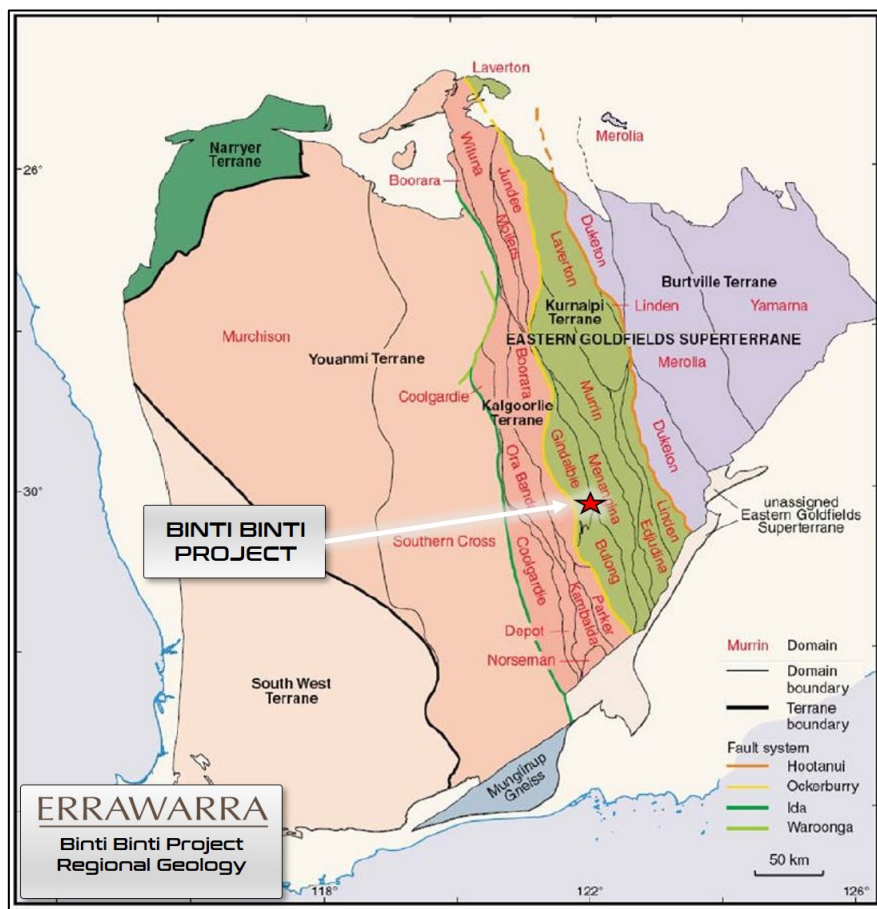 Laverton
Narryer
Terrane
Merolia
26°
Wiluna
Boorara
Jundee
Moilers
Duketon
Laverton
Burtville Terrane
Kurnalpi
Terrane
Linden
Yamarna
Murchison
EASTERN GOLDFIELDS SUPERTERRANE
Youanmi Terrane
Boorara
Merolia
Coolgardie
Kalgoorlie
Terrane
Murrin
Gindalbie
Menangina
Duketon
Ora Banda
30°
Linden
unassigned
Eastern Goldfields
Superterrane
BINTI BINTI
PROJECT
Edjudina
Southern Cross
Coolgardie
Bulong
Parker
Kambalda
Depot
Norseman
South West
Terrane
Murrin Domain
Domain
boundary
Terrane
boundary
Fault system
Hootanui
Ockerburry
Ida
Waroonga
Munglinup
Gneiss
ERRAWARRA
Binti Binti Project
Regional Geology
50 km
118°
122°
126°